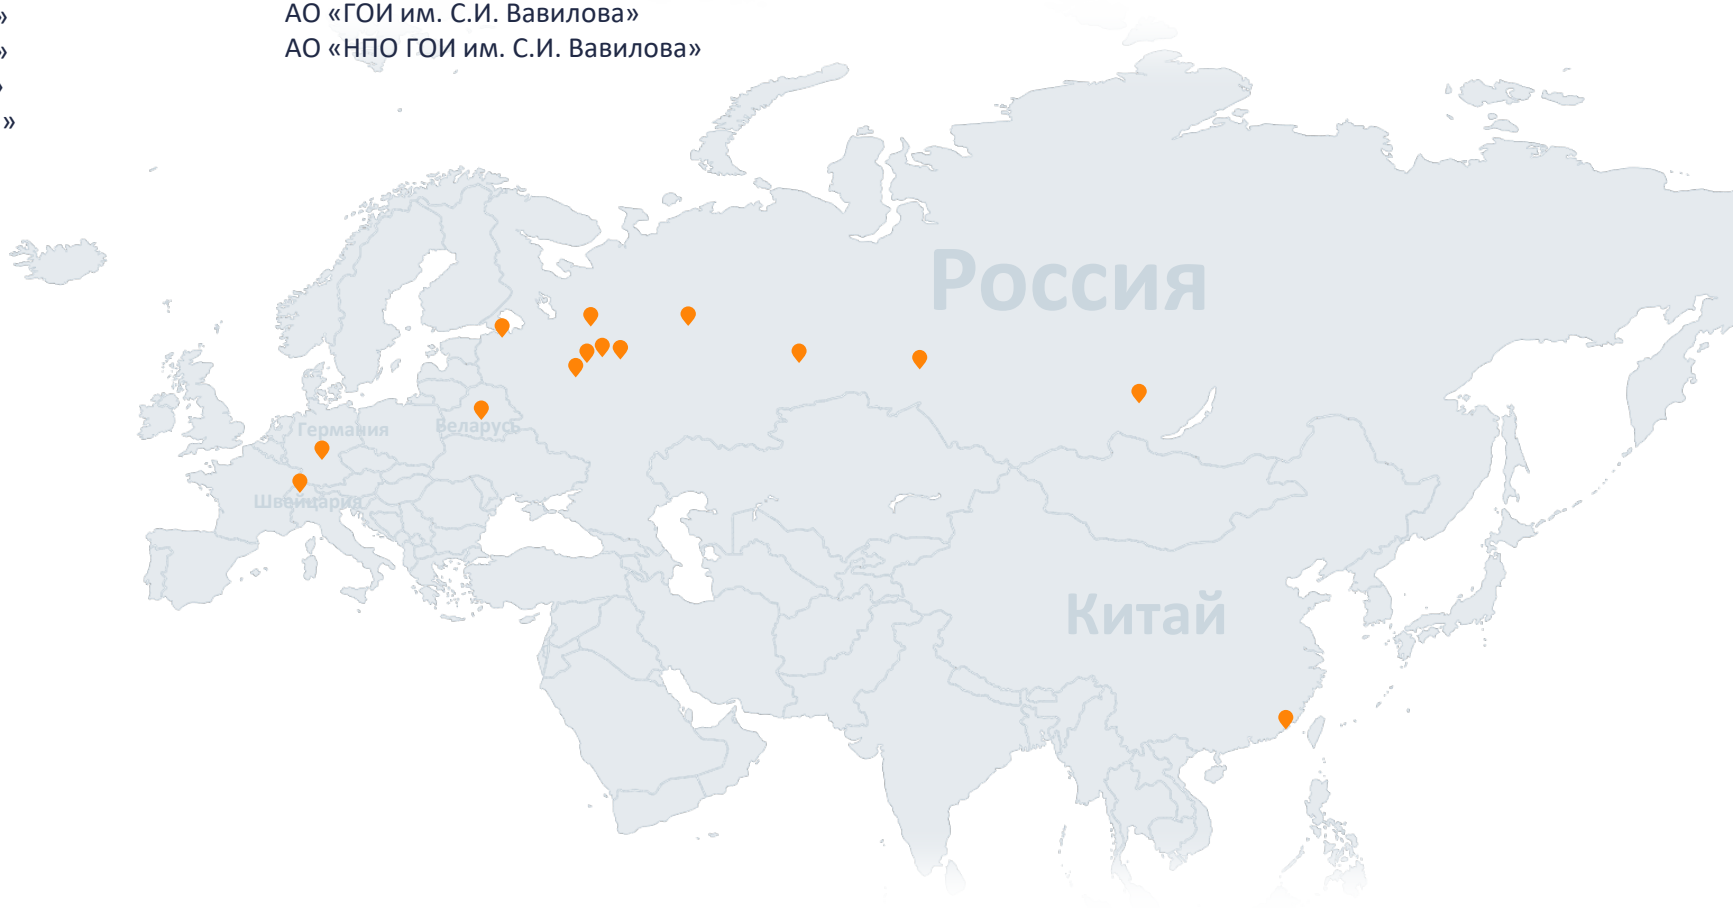 »
АО «ГОИ им. С.И. Вавилова»
»
АО «НПО ГОИ им. С.И. Вавилова»
»
»
Россия
Германия
Беларусь
Швейцария
Китай